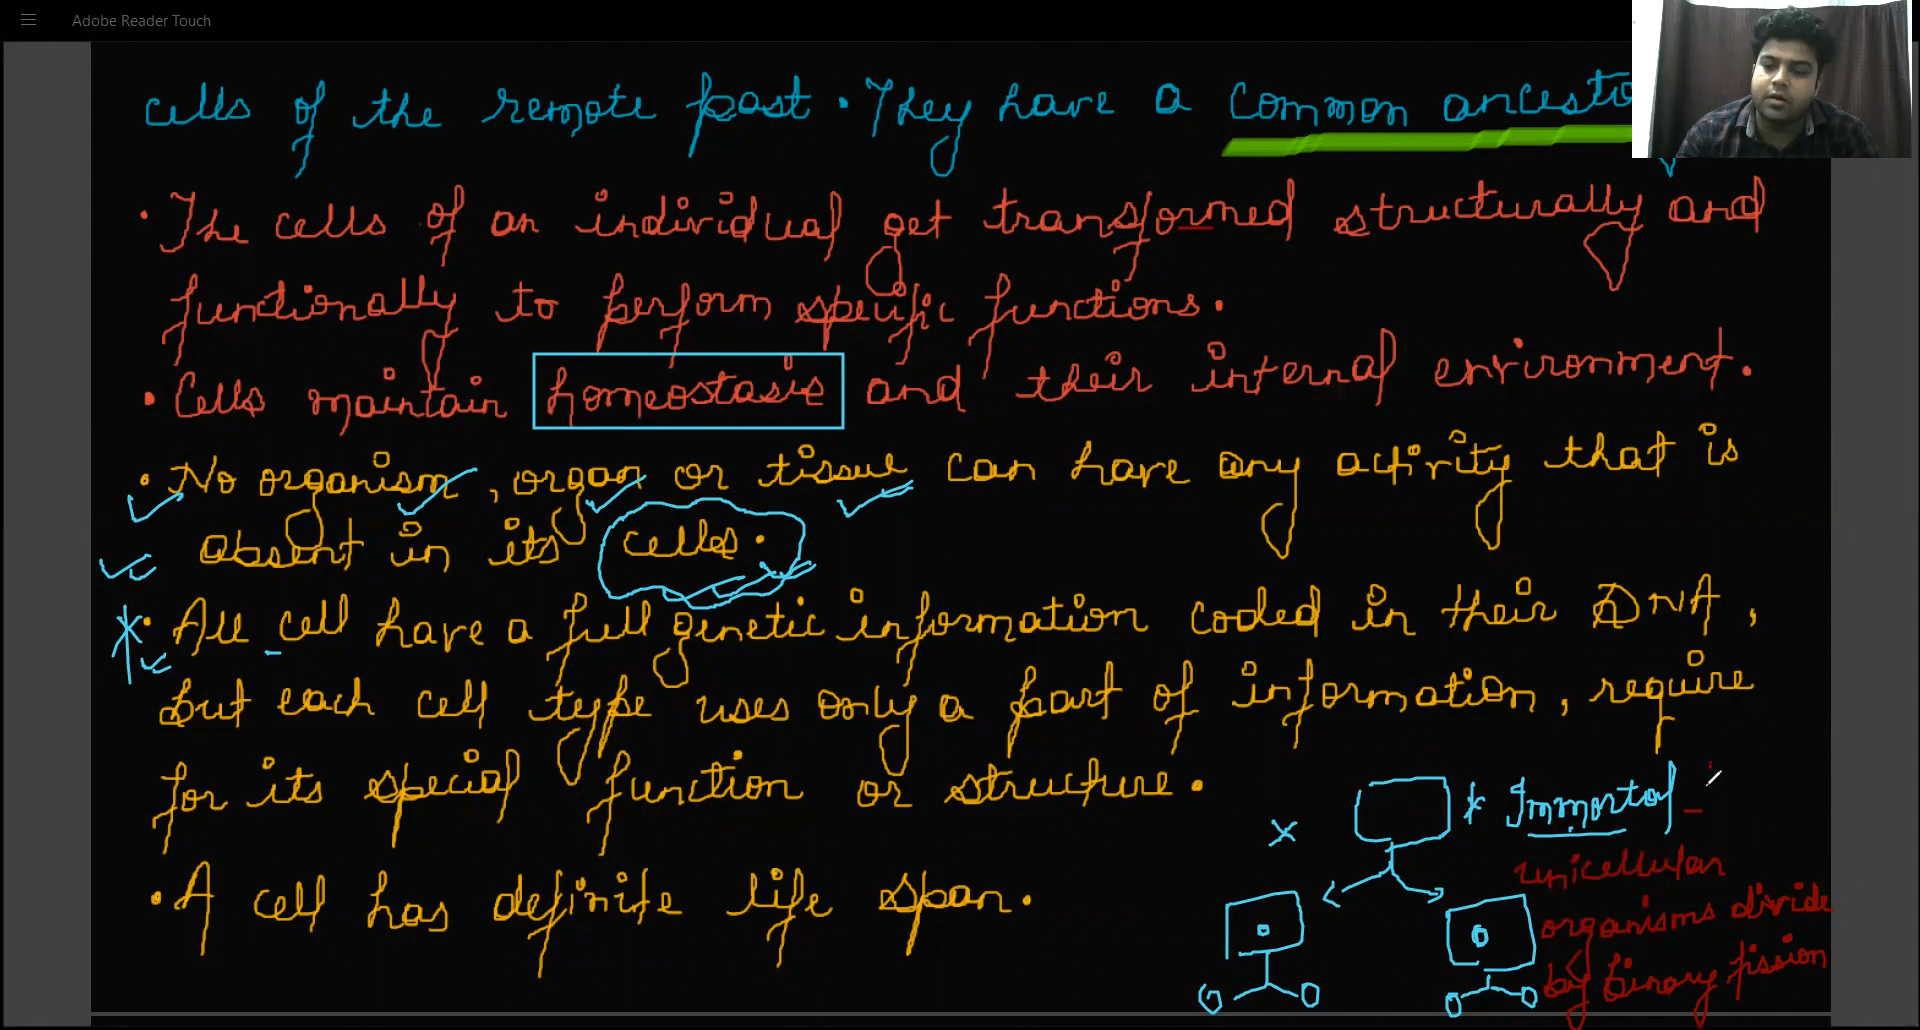 Adobe Reader Touch
cells of the remote past. They have a common ancesto
• The cells of an individual get transformed structurally and
functionally to perform specific functions.
• Cells maintain homeostasis and their internal environment.
• No organism, organ or tissue can have any activity that is
absent in its cells.
• All cell have a full genetic information coded in their DNA,
but each cell type uses only a part of information, require
for its special function or structure.
* Immortal
• A cell has definite life span.
unicellular
organisms divide
by binary fission